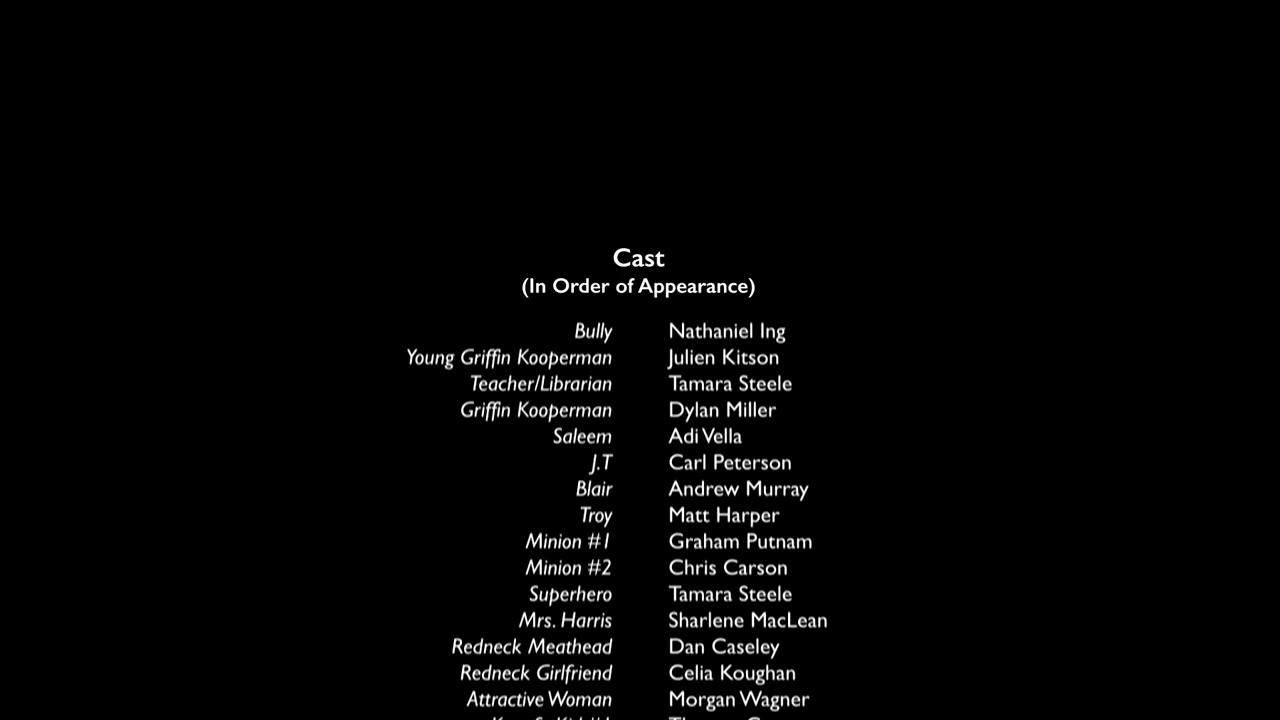 Cast
(In Order of Appearance)
Bully Nathaniel Ing
Young Griffin Kooperman Julien Kitson
Teacher/Librarian Tamara Steele
Griffin Kooperman Dylan Miller
Saleem Adi Vella
J.T Carl Peterson
Blair Andrew Murray
Troy Matt Harper
Minion #1 Graham Putnam
Minion #2 Chris Carson
Superhero Tamara Steele
Mrs. Harris Sharlene MacLean
Redneck Meathead Dan Caseley
Redneck Girlfriend Celia Koughan
Attractive Woman Morgan Wagner